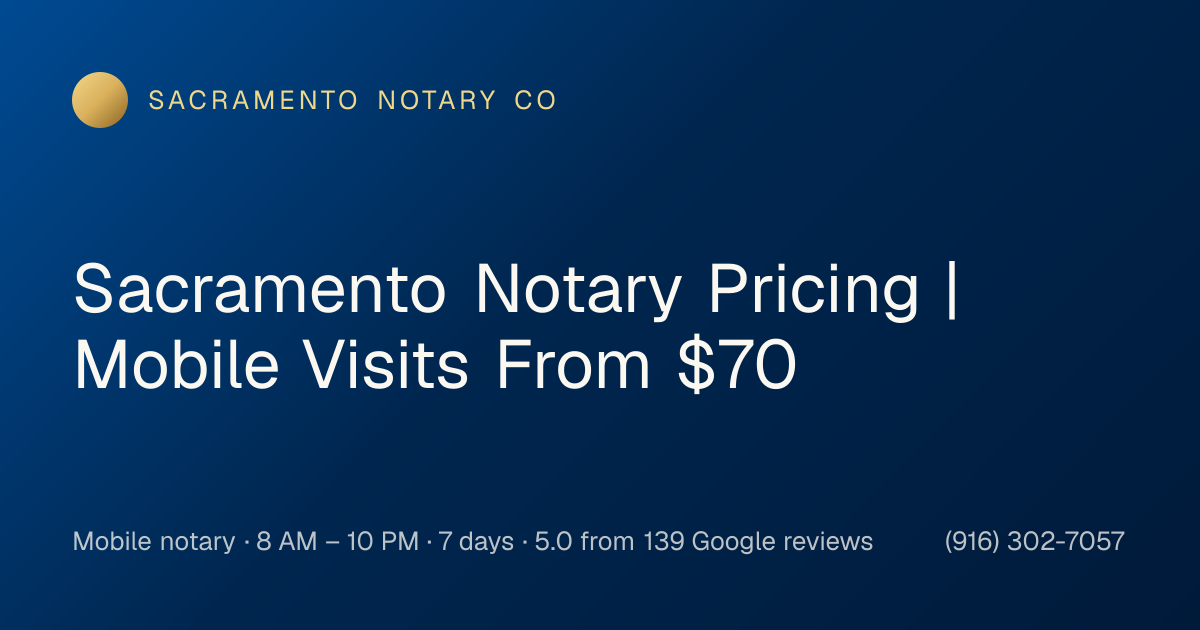 SACRAMENTO NOTARY CO
Sacramento Notary Pricing |
Mobile Visits From $70
Mobile notary · 8 AM – 10 PM · 7 days · 5.0 from 139 Google reviews (916) 302-7057